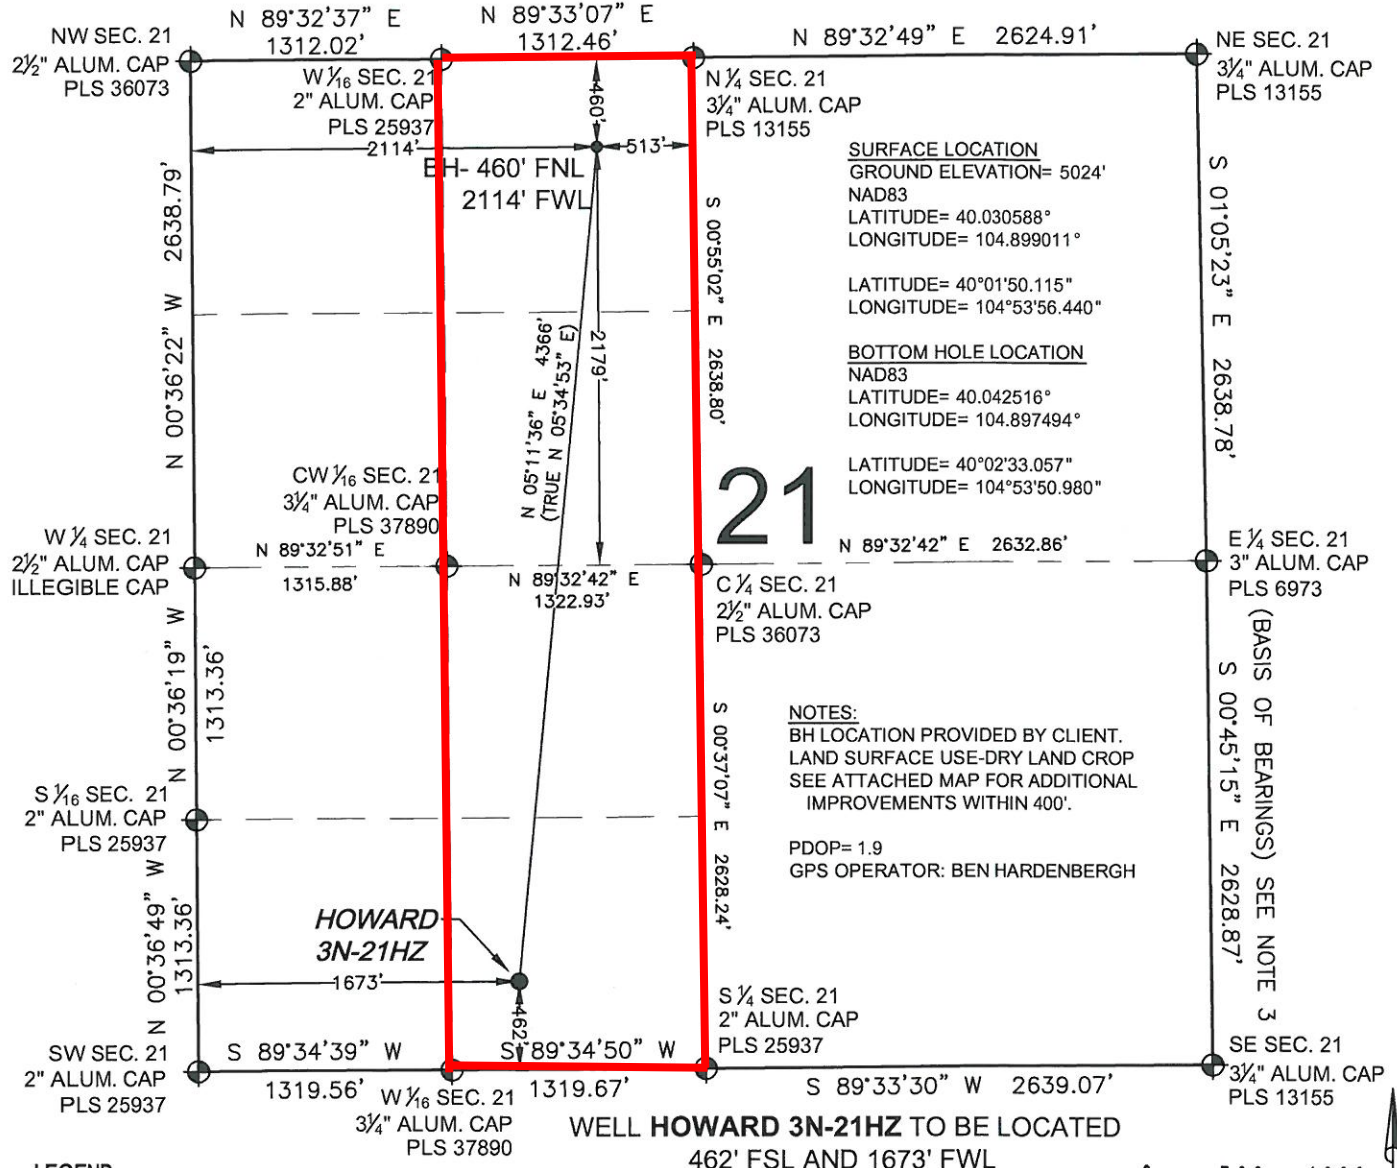 N 89°32'37" E
1312.02'
N 89°33'07" E
1312.46'
N 89°32'49" E 2624.91'
NW SEC. 21
2½" ALUM. CAP
PLS 36073
W 1/16 SEC. 21
2" ALUM. CAP
PLS 25937
N ¼ SEC. 21
3¼" ALUM. CAP
PLS 13155
NE SEC. 21
3¼" ALUM. CAP
PLS 13155
460'
2114'
513'
BH- 460' FNL
2114' FWL
SURFACE LOCATION
GROUND ELEVATION= 5024'
NAD83
LATITUDE= 40.030588°
LONGITUDE= 104.899011°
LATITUDE= 40°01'50.115"
LONGITUDE= 104°53'56.440"
BOTTOM HOLE LOCATION
NAD83
LATITUDE= 40.042516°
LONGITUDE= 104.897494°
LATITUDE= 40°02'33.057"
LONGITUDE= 104°53'50.980"
N 00°36'22" W 2638.79'
S 00°55'02" E 2638.80'
S 01°05'23" E 2638.78'
2179'
N 05°11'36" E 4366'
(TRUE N 05°34'53" E)
21
CW 1/16 SEC. 21
3¼" ALUM. CAP
PLS 37890
W ¼ SEC. 21
2½" ALUM. CAP
ILLEGIBLE CAP
N 89°32'51" E
1315.88'
N 89°32'42" E
1322.93'
N 89°32'42" E 2632.86'
C ¼ SEC. 21
2½" ALUM. CAP
PLS 36073
E ¼ SEC. 21
3" ALUM. CAP
PLS 6973
N 00°36'19" W
1313.36'
S 00°37'07" E 2628.24'
S 00°45'15" E 2628.87'
(BASIS OF BEARINGS) SEE NOTE 3
NOTES:
BH LOCATION PROVIDED BY CLIENT.
LAND SURFACE USE-DRY LAND CROP
SEE ATTACHED MAP FOR ADDITIONAL
IMPROVEMENTS WITHIN 400'.
PDOP= 1.9
GPS OPERATOR: BEN HARDENBERGH
S 1/16 SEC. 21
2" ALUM. CAP
PLS 25937
N 00°36'49" W
1313.36'
HOWARD
3N-21HZ
1673'
462'
SW SEC. 21
2" ALUM. CAP
PLS 25937
S 89°34'39" W
1319.56'
W 1/16 SEC. 21
3¼" ALUM. CAP
PLS 37890
S 89°34'50" W
1319.67'
S ¼ SEC. 21
2" ALUM. CAP
PLS 25937
S 89°33'30" W 2639.07'
SE SEC. 21
3¼" ALUM. CAP
PLS 13155
WELL HOWARD 3N-21HZ TO BE LOCATED
462' FSL AND 1673' FWL
LEGEND